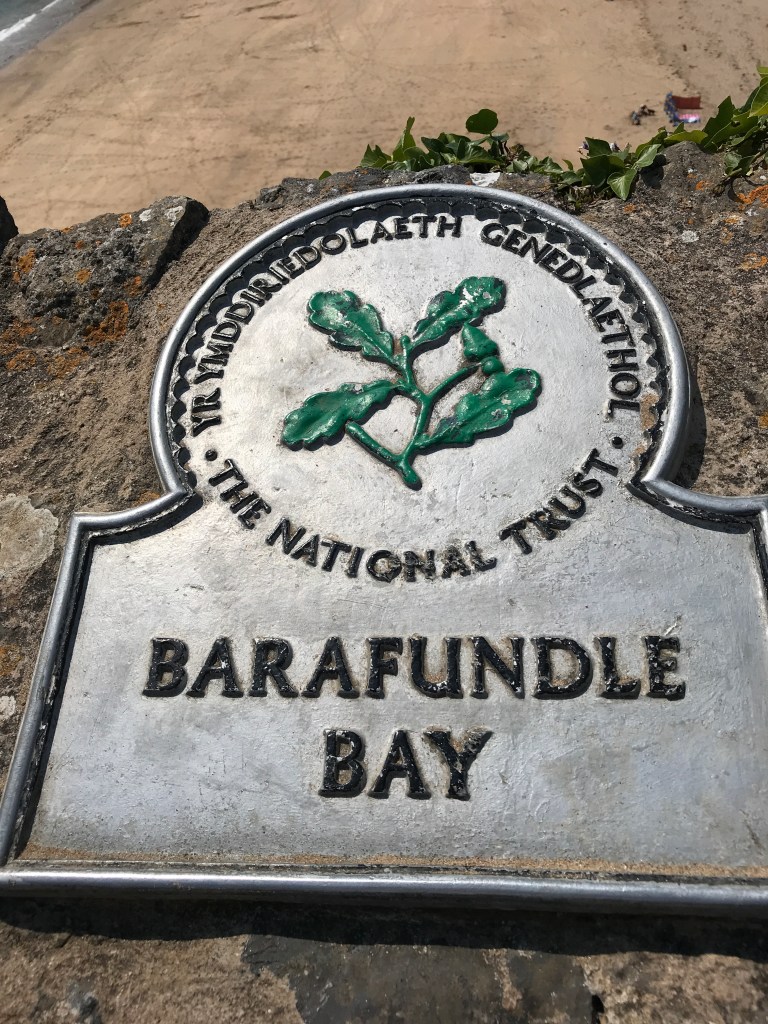 YR YMDDIRIEDOLAETH GENEDLAETHOL
• THE NATIONAL TRUST •
BARAFUNDLE
BAY